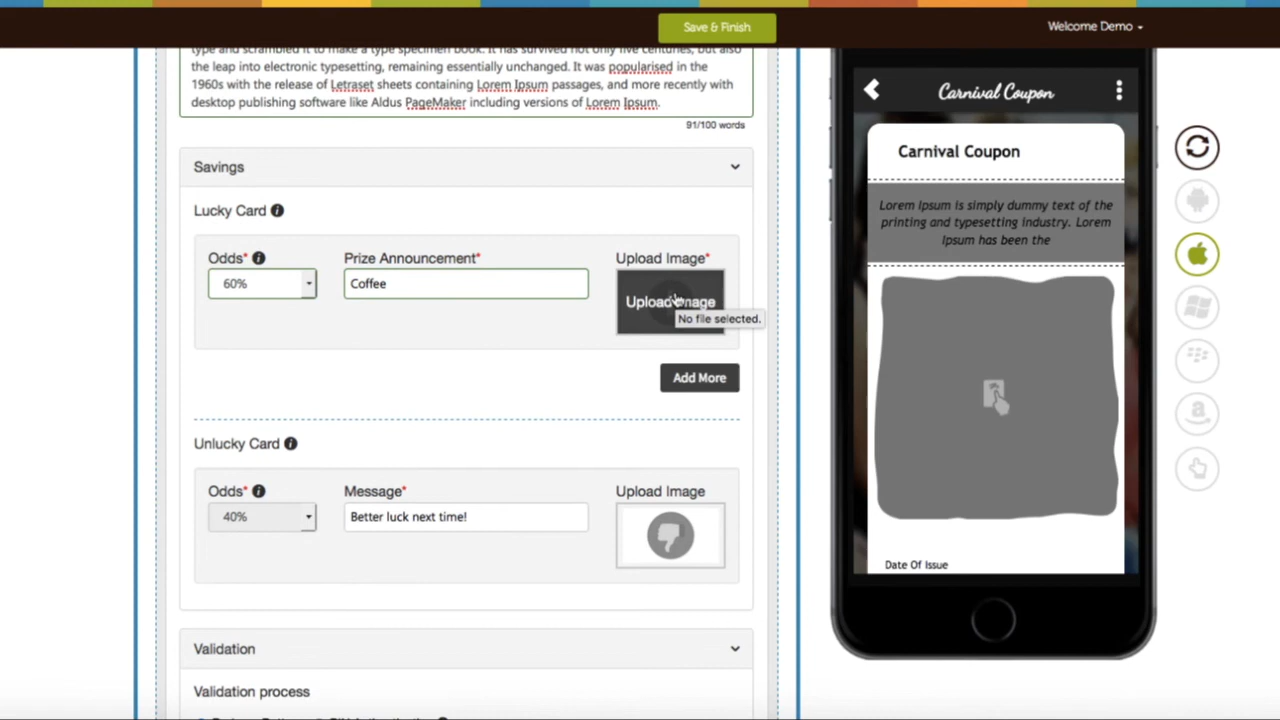 Save & Finish
Welcome Demo
type and scrambled it to make a type specimen book. It has survived not only five centuries, but also
the leap into electronic typesetting, remaining essentially unchanged. It was popularised in the
1960s with the release of Letraset sheets containing Lorem Ipsum passages, and more recently with
desktop publishing software like Aldus PageMaker including versions of Lorem Ipsum.
91/100 words
Savings
Lucky Card
Odds*
Prize Announcement*
Upload Image*
60%
Coffee
Upload Image
No file selected.
Add More
Unlucky Card
Odds*
Message*
Upload Image
40%
Better luck next time!
Validation
Validation process
Carnival Coupon
Carnival Coupon
Lorem Ipsum is simply dummy text of the
printing and typesetting industry. Lorem
Ipsum has been the
Date Of Issue